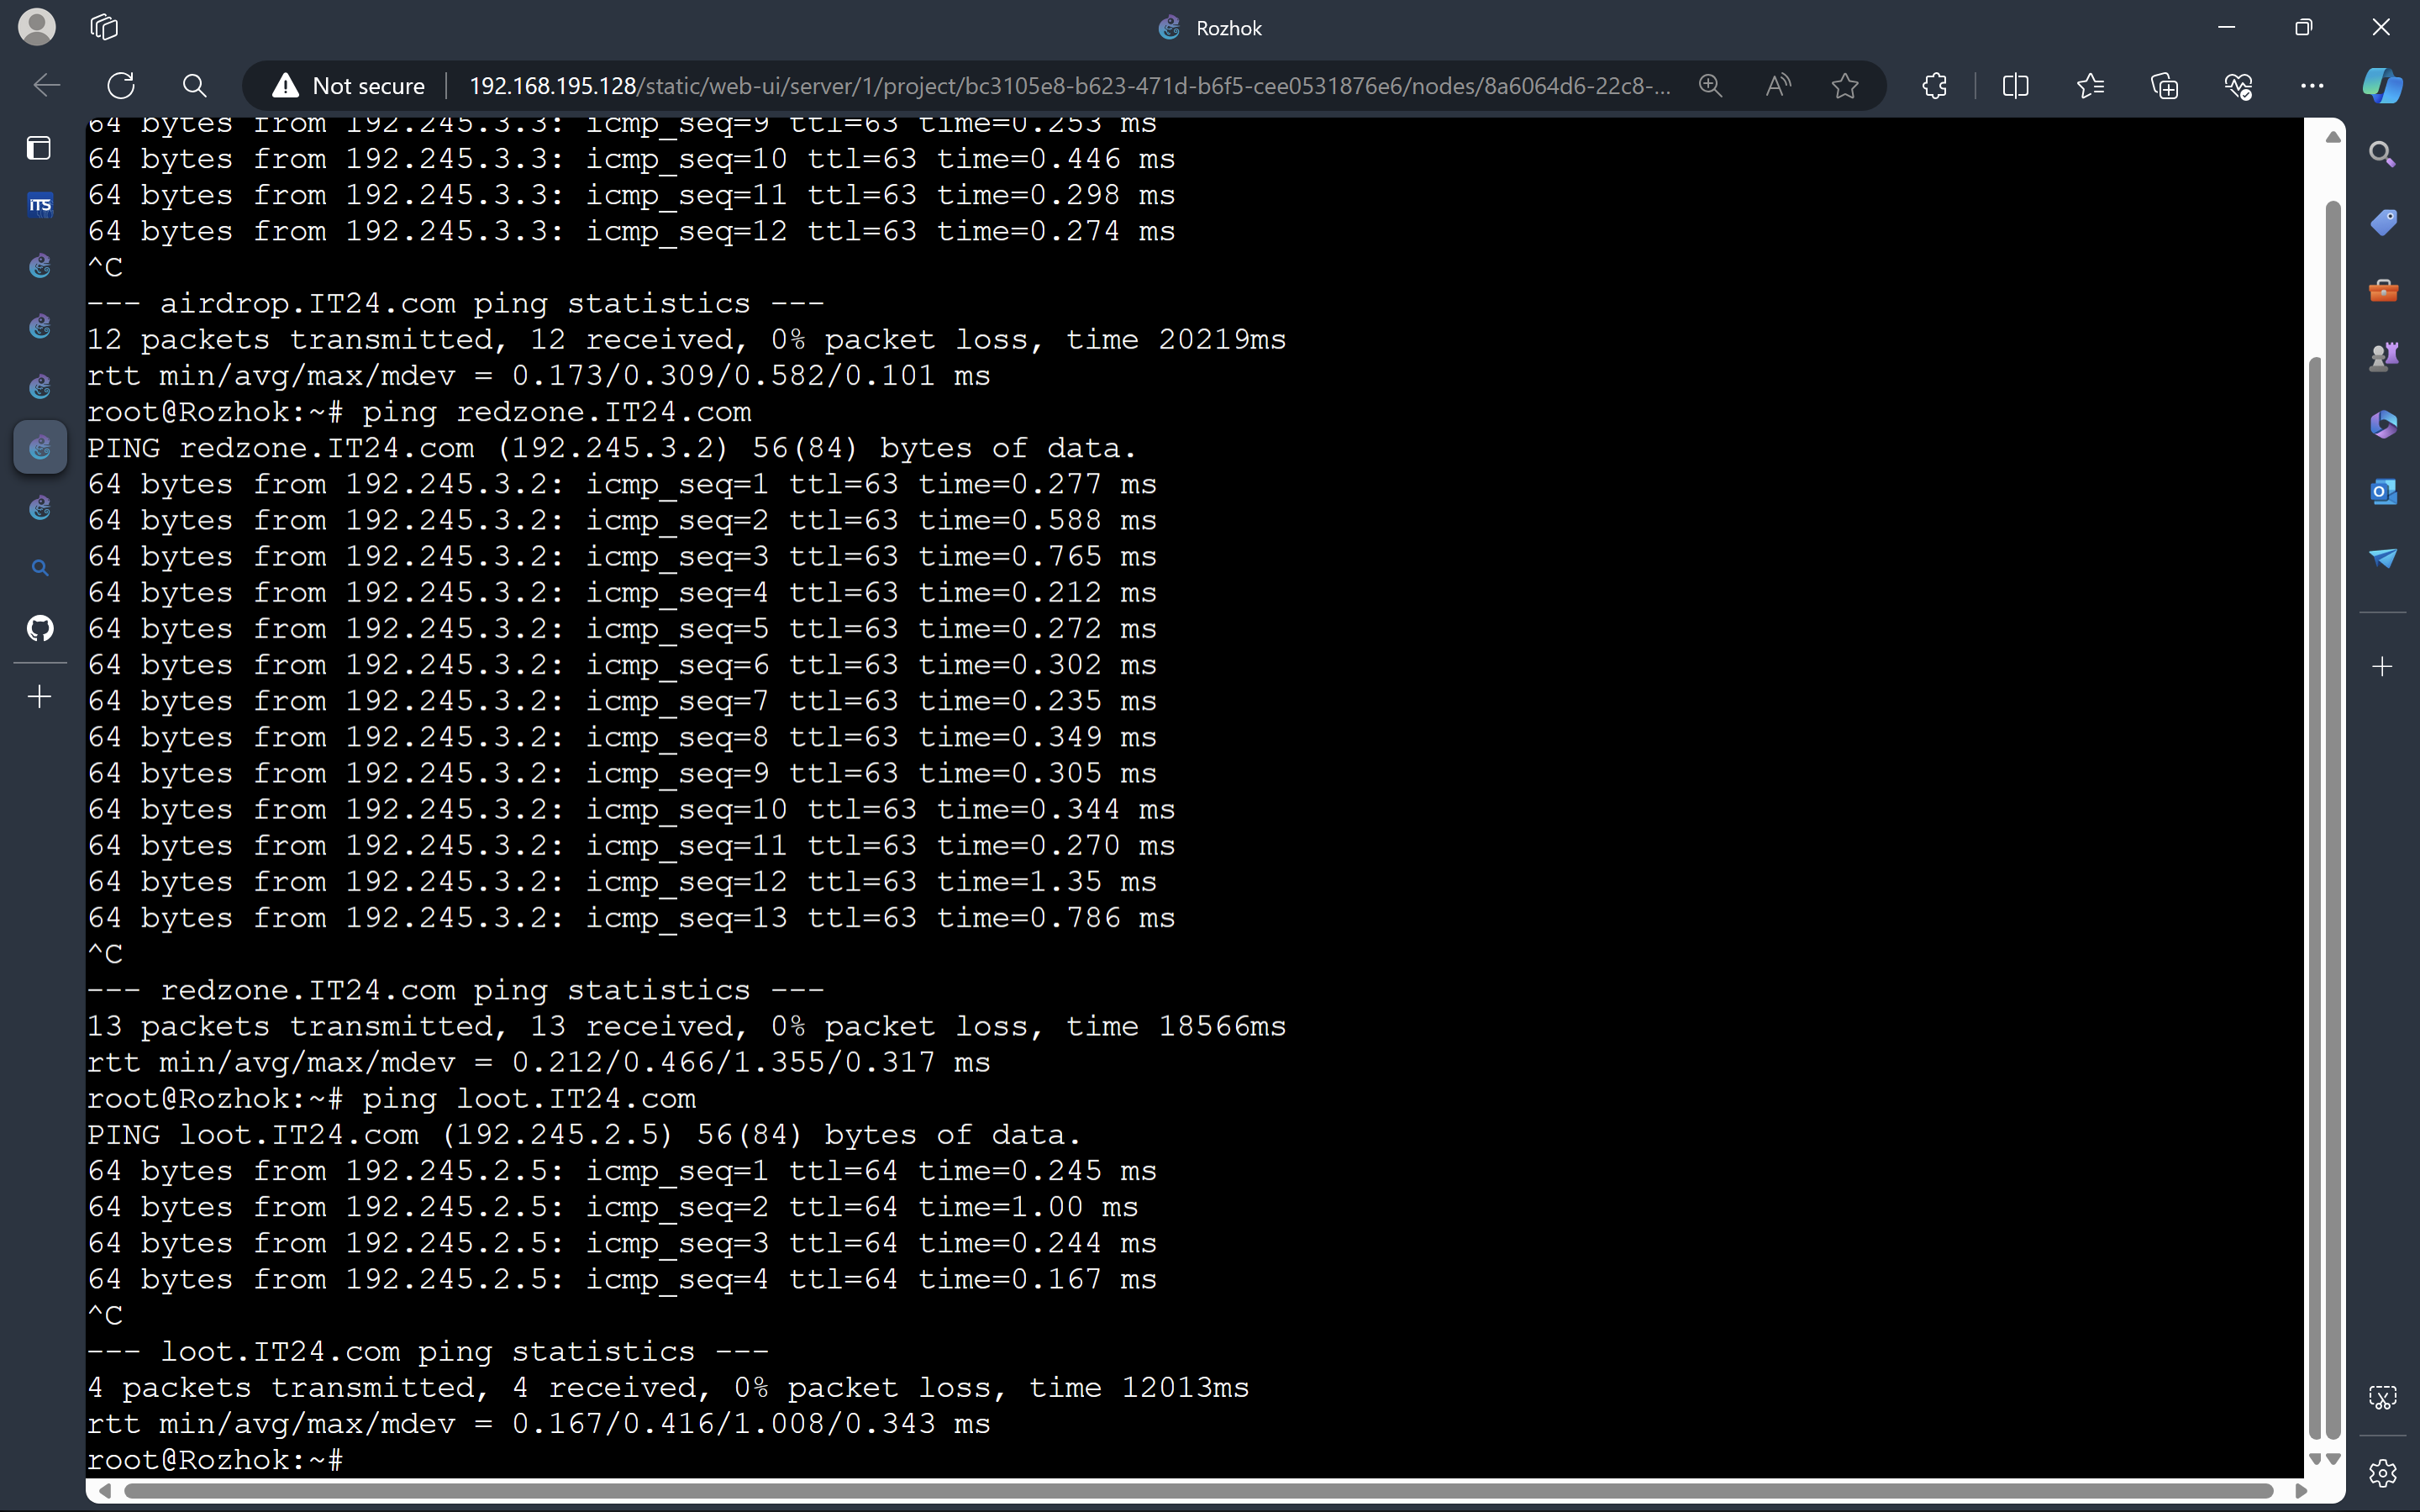 Rozhok
Not secure
192.168.195.128/static/web-ui/server/1/project/bc3105e8-b623-471d-b6f5-cee0531876e6/nodes/8a6064d6-22c8-...
ITS
64 bytes from 192.245.3.3: icmp_seq=9 ttl=63 time=0.253 ms
64 bytes from 192.245.3.3: icmp_seq=10 ttl=63 time=0.446 ms
64 bytes from 192.245.3.3: icmp_seq=11 ttl=63 time=0.298 ms
64 bytes from 192.245.3.3: icmp_seq=12 ttl=63 time=0.274 ms
^C
--- airdrop.IT24.com ping statistics ---
12 packets transmitted, 12 received, 0% packet loss, time 20219ms
rtt min/avg/max/mdev = 0.173/0.309/0.582/0.101 ms
root@Rozhok:~# ping redzone.IT24.com
PING redzone.IT24.com (192.245.3.2) 56(84) bytes of data.
64 bytes from 192.245.3.2: icmp_seq=1 ttl=63 time=0.277 ms
64 bytes from 192.245.3.2: icmp_seq=2 ttl=63 time=0.588 ms
64 bytes from 192.245.3.2: icmp_seq=3 ttl=63 time=0.765 ms
64 bytes from 192.245.3.2: icmp_seq=4 ttl=63 time=0.212 ms
64 bytes from 192.245.3.2: icmp_seq=5 ttl=63 time=0.272 ms
64 bytes from 192.245.3.2: icmp_seq=6 ttl=63 time=0.302 ms
64 bytes from 192.245.3.2: icmp_seq=7 ttl=63 time=0.235 ms
64 bytes from 192.245.3.2: icmp_seq=8 ttl=63 time=0.349 ms
64 bytes from 192.245.3.2: icmp_seq=9 ttl=63 time=0.305 ms
64 bytes from 192.245.3.2: icmp_seq=10 ttl=63 time=0.344 ms
64 bytes from 192.245.3.2: icmp_seq=11 ttl=63 time=0.270 ms
64 bytes from 192.245.3.2: icmp_seq=12 ttl=63 time=1.35 ms
64 bytes from 192.245.3.2: icmp_seq=13 ttl=63 time=0.786 ms
^C
--- redzone.IT24.com ping statistics ---
13 packets transmitted, 13 received, 0% packet loss, time 18566ms
rtt min/avg/max/mdev = 0.212/0.466/1.355/0.317 ms
root@Rozhok:~# ping loot.IT24.com
PING loot.IT24.com (192.245.2.5) 56(84) bytes of data.
64 bytes from 192.245.2.5: icmp_seq=1 ttl=64 time=0.245 ms
64 bytes from 192.245.2.5: icmp_seq=2 ttl=64 time=1.00 ms
64 bytes from 192.245.2.5: icmp_seq=3 ttl=64 time=0.244 ms
64 bytes from 192.245.2.5: icmp_seq=4 ttl=64 time=0.167 ms
^C
--- loot.IT24.com ping statistics ---
4 packets transmitted, 4 received, 0% packet loss, time 12013ms
rtt min/avg/max/mdev = 0.167/0.416/1.008/0.343 ms
root@Rozhok:~#